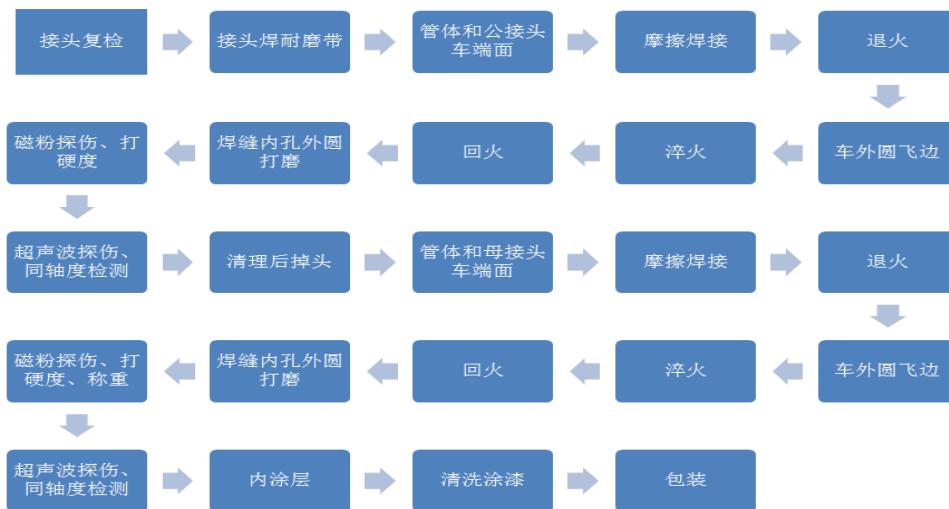 接头复检
接头焊耐磨带
管体和公接头
车端面
摩擦焊接
退火
车外圆飞边
淬火
回火
焊缝内孔外圆
打磨
磁粉探伤、打
硬度
超声波探伤、
同轴度检测
清理后掉头
管体和母接头
车端面
摩擦焊接
退火
车外圆飞边
淬火
回火
焊缝内孔外圆
打磨
磁粉探伤、打
硬度、称重
超声波探伤、
同轴度检测
内涂层
清洗涂漆
包装